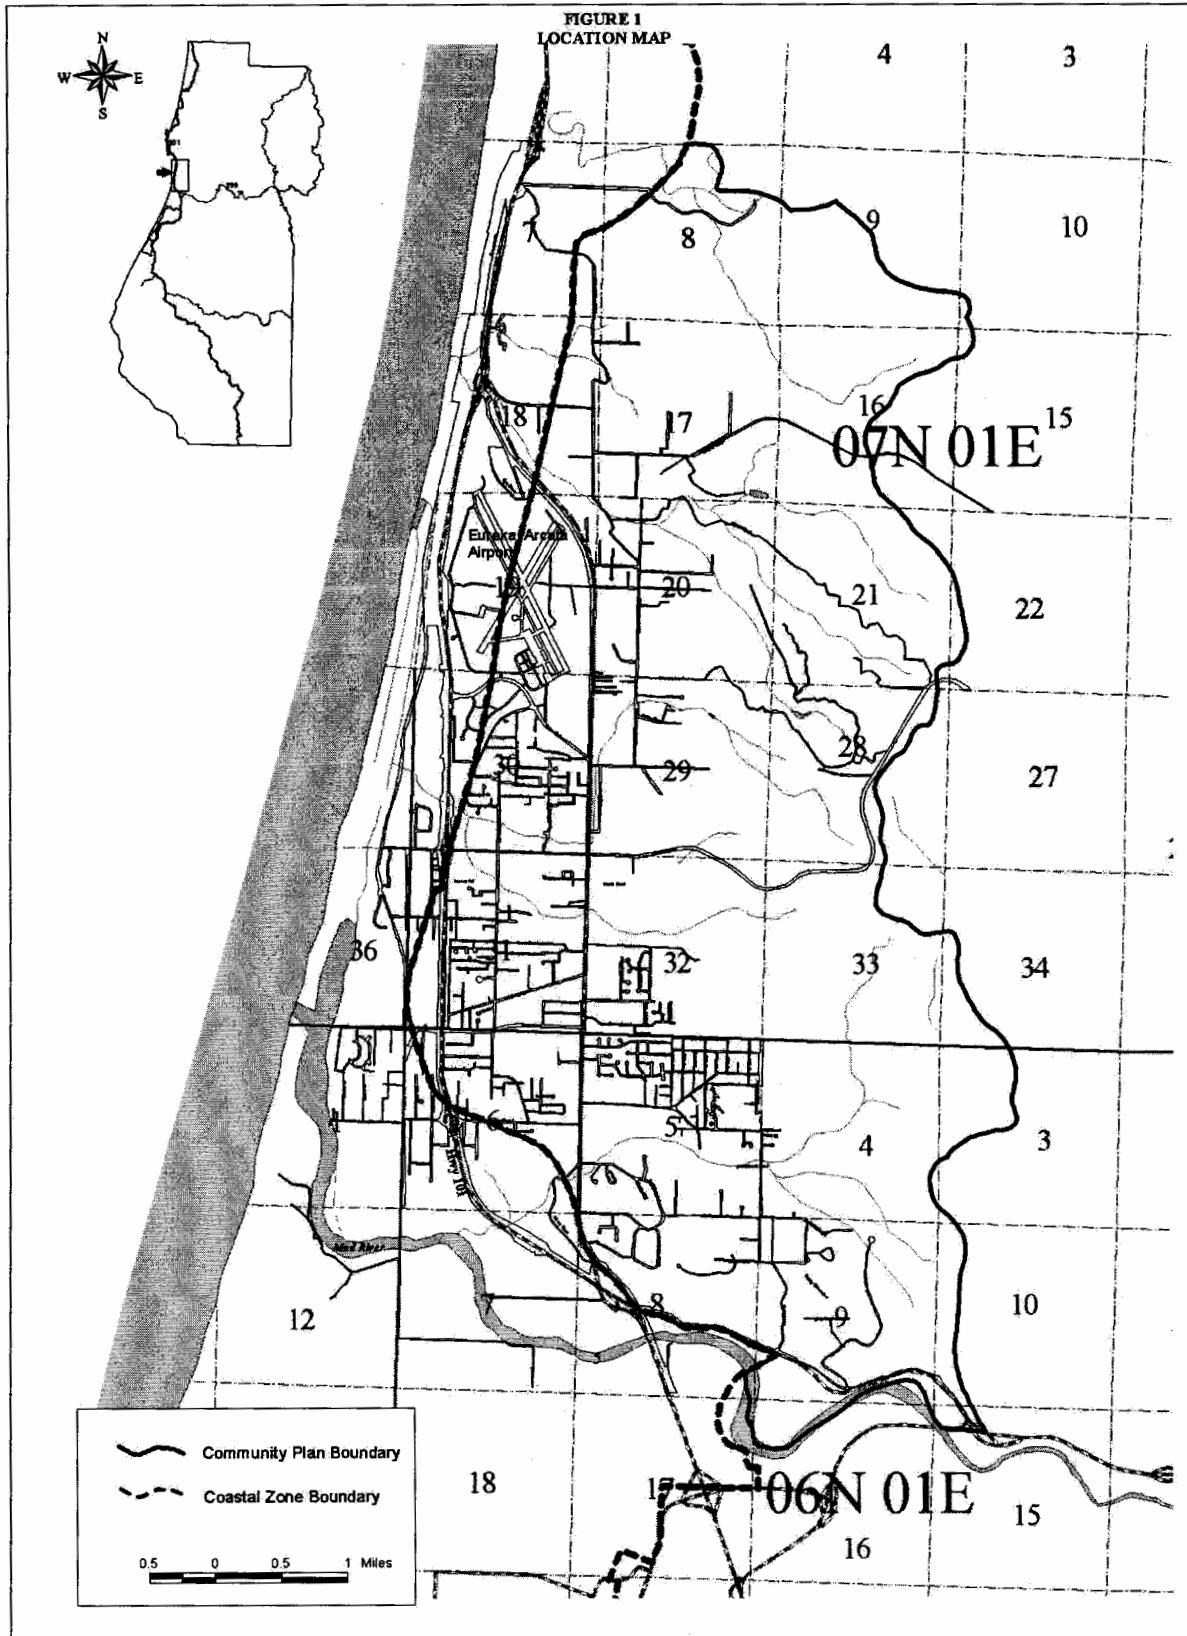 FIGURE 1
LOCATION MAP
N
W E
S
4 3
7 8 9 10
18 17 16 15
07N 01E
Eureka Arcata
Airport
19 20 21 22
29 28 27
36 32 33 34
6 5 4 3
Hwy 101
Mad River
12 8 9 10
18 06N 01E 15
16
Community Plan Boundary
Coastal Zone Boundary
0.5 0 0.5 1 Miles